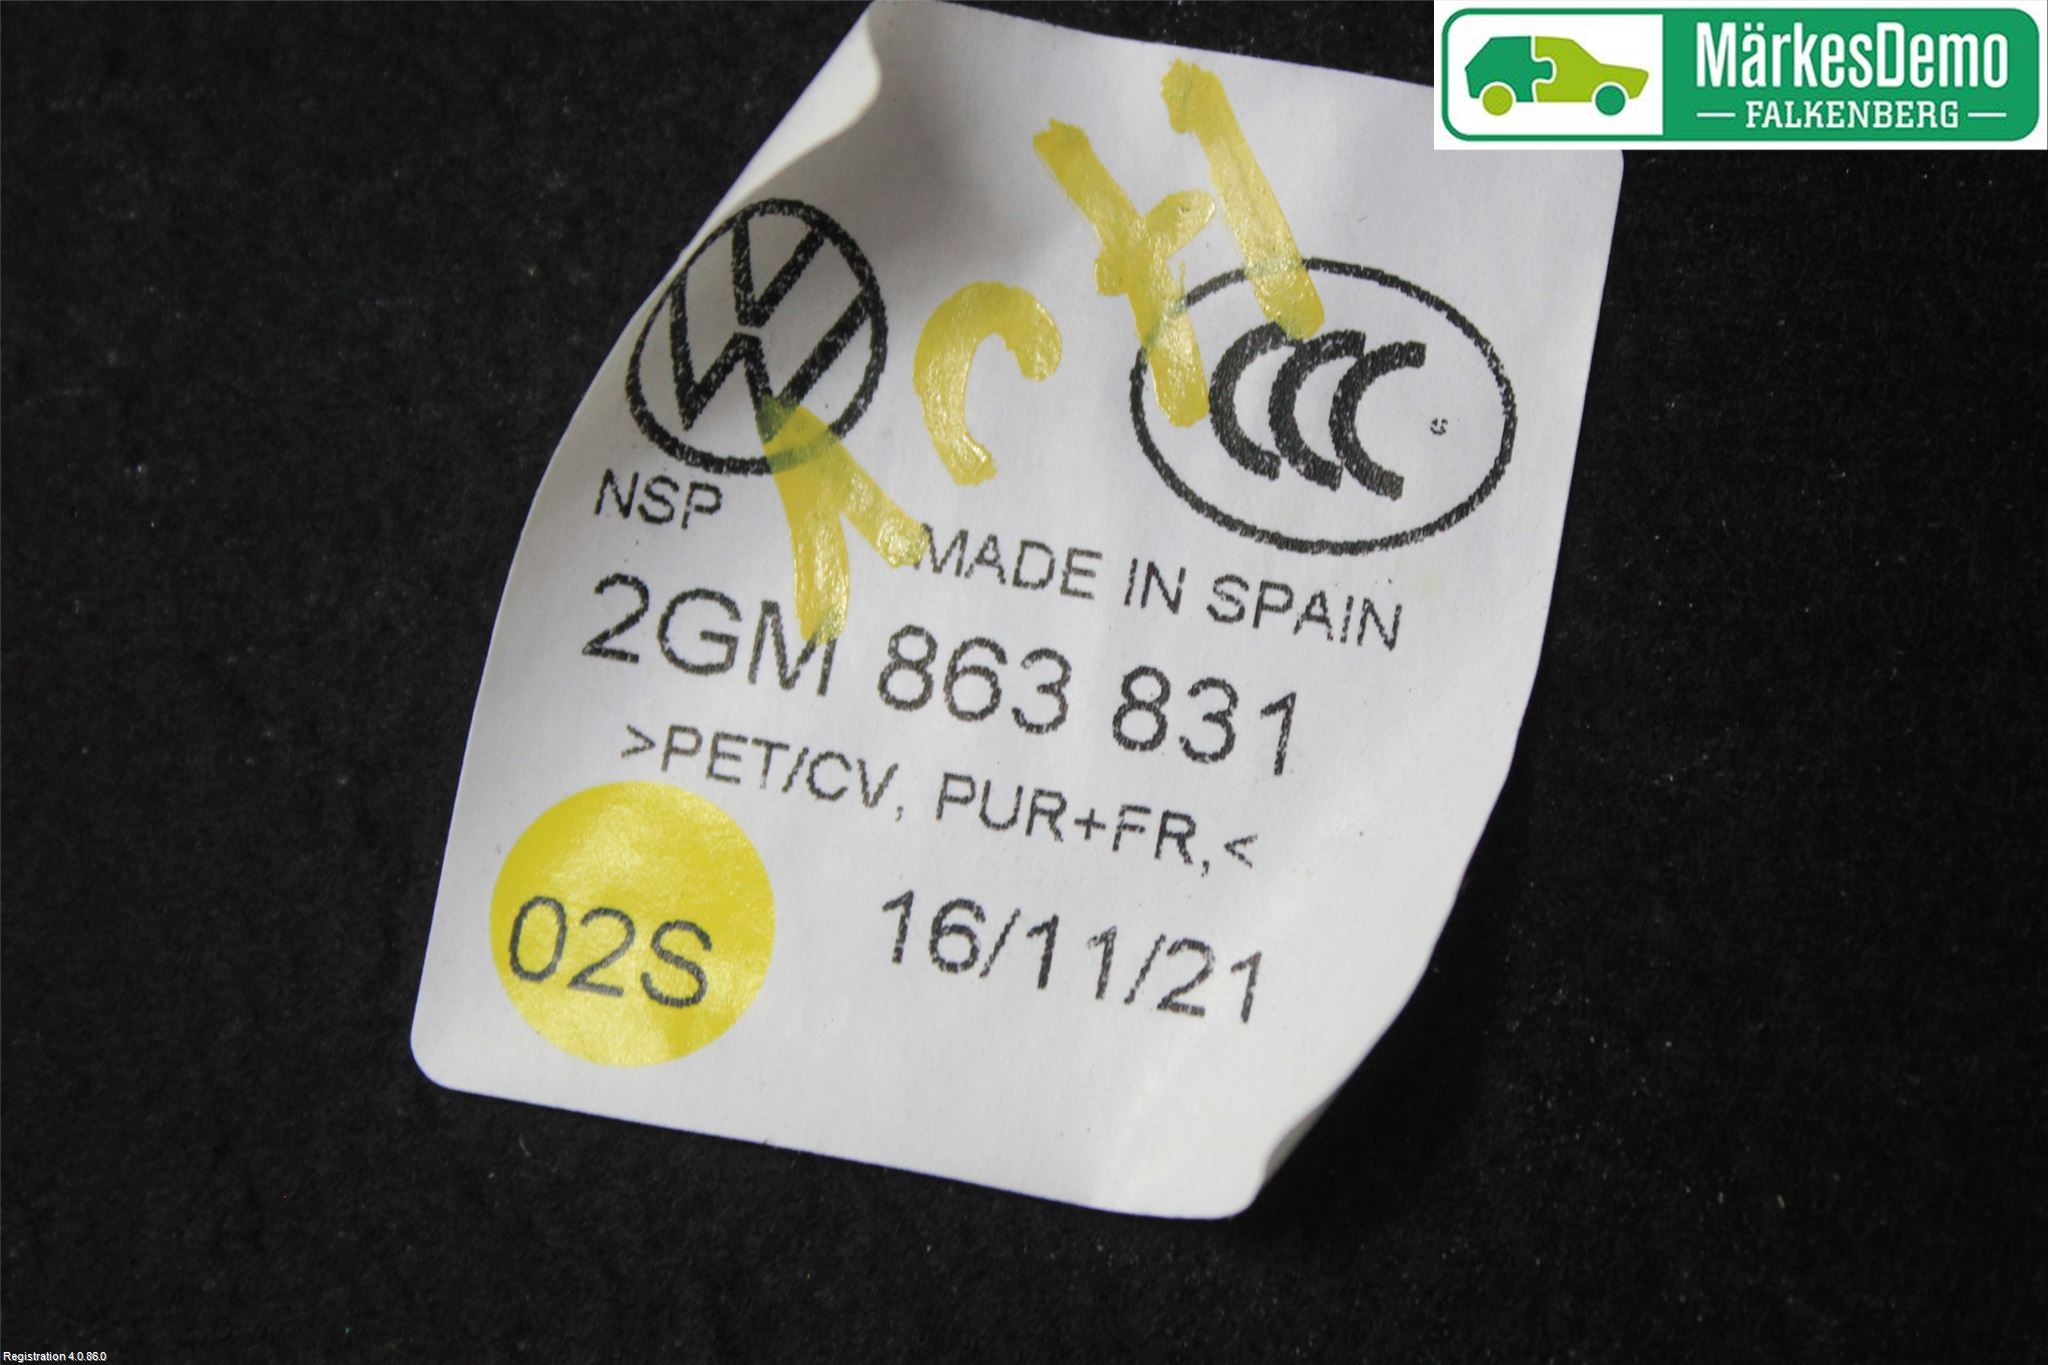 MärkesDemo
FALKENBERG
CCC
S
NSP
MADE IN SPAIN
2GM 863 831
>PET/CV, PUR+FR,<
02S
16/11/21
Registration 4.0.86.0